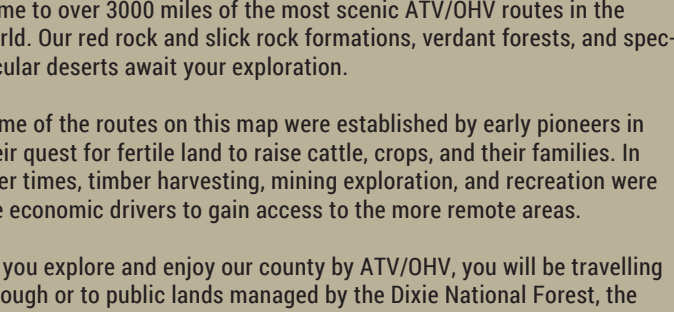 me to over 3000 miles of the most scenic ATV/OHV routes in the
rld. Our red rock and slick rock formations, verdant forests, and spec-
cular deserts await your exploration.
me of the routes on this map were established by early pioneers in
eir quest for fertile land to raise cattle, crops, and their families. In
er times, timber harvesting, mining exploration, and recreation were
e economic drivers to gain access to the more remote areas.
you explore and enjoy our county by ATV/OHV, you will be travelling
ough or to public lands managed by the Dixie National Forest, the